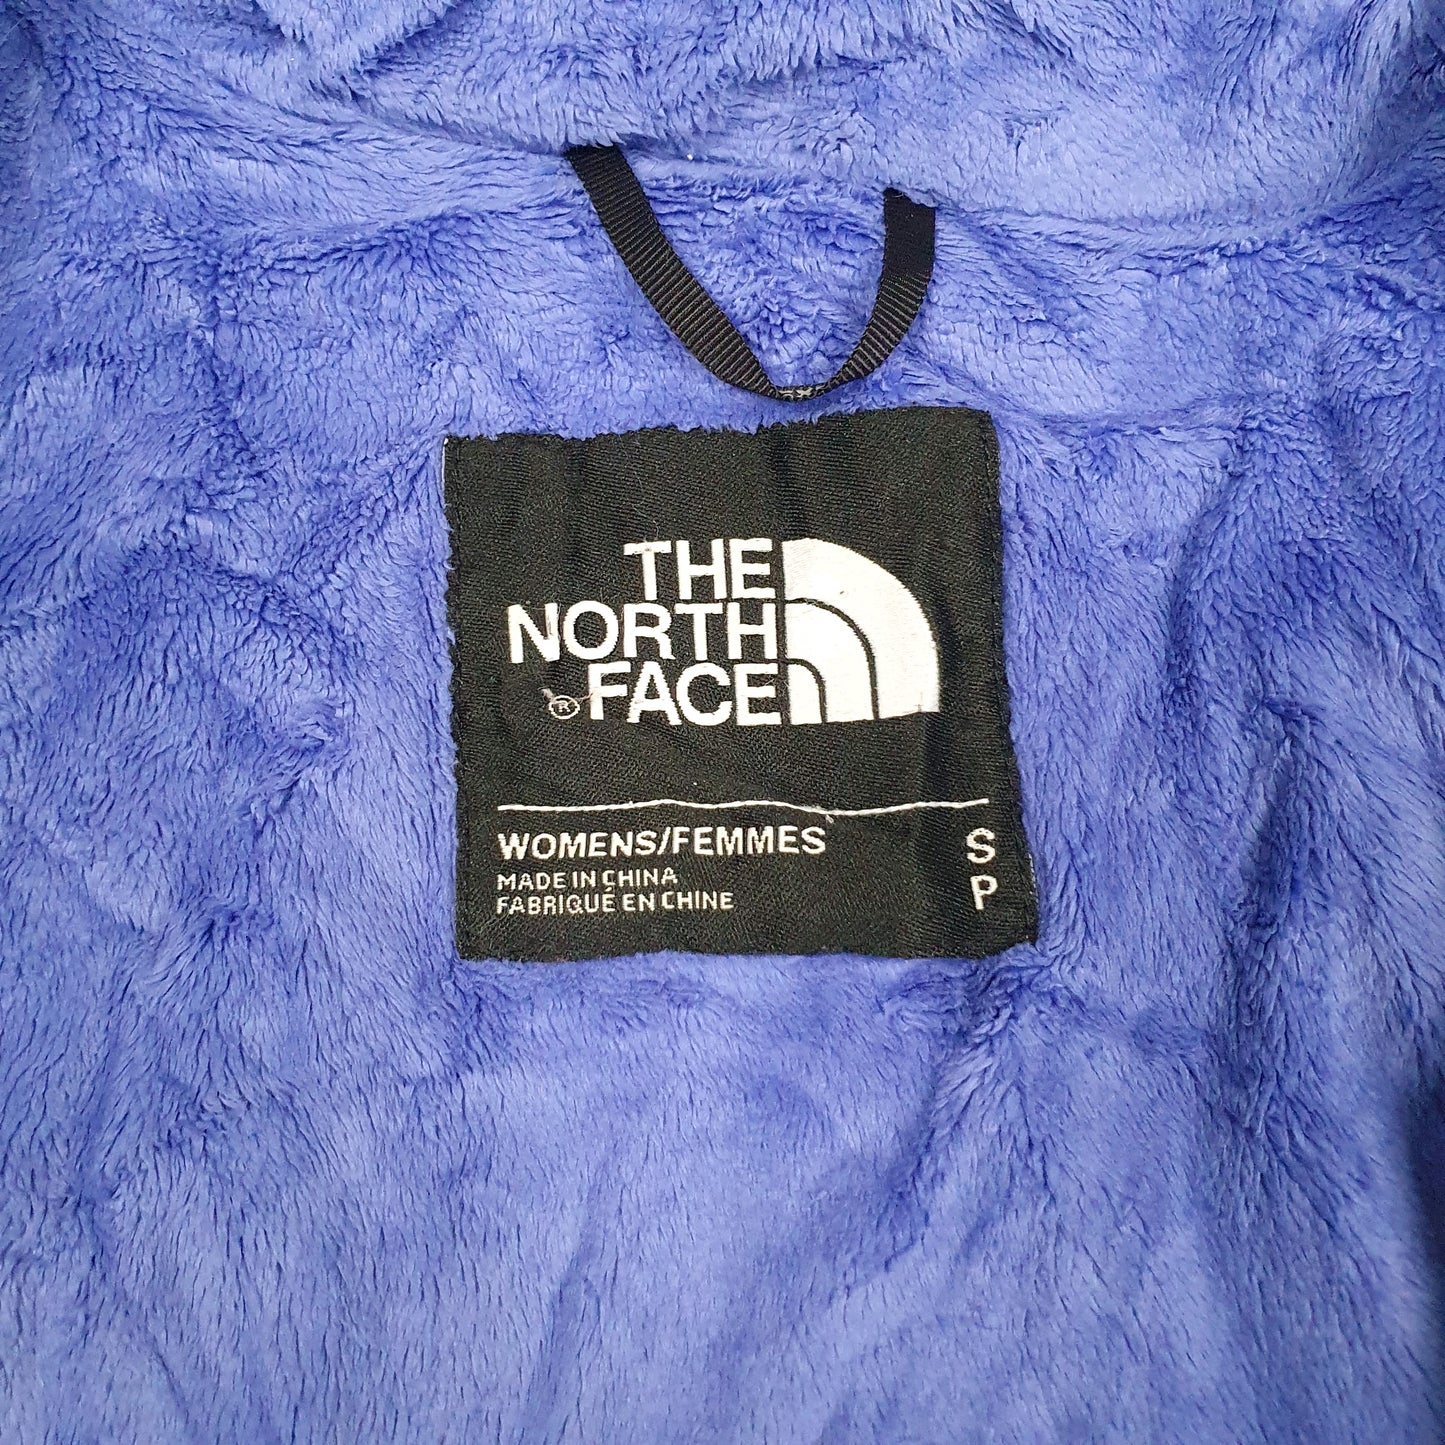 THE
NORTH
® FACE
WOMENS/FEMMES S
MADE IN CHINA P
FABRIQUÉ EN CHINE